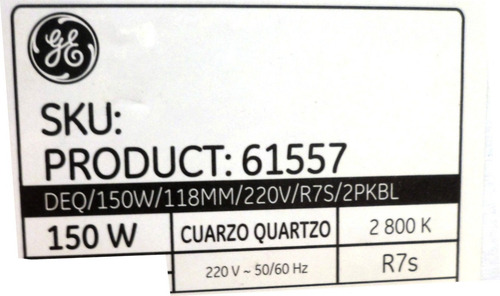 GE
SKU:
PRODUCT: 61557
DEQ/150W/118MM/220V/R7S/2PKBL
150 W CUARZO QUARTZO 2 800 K
220 V ~ 50/60 Hz R7s